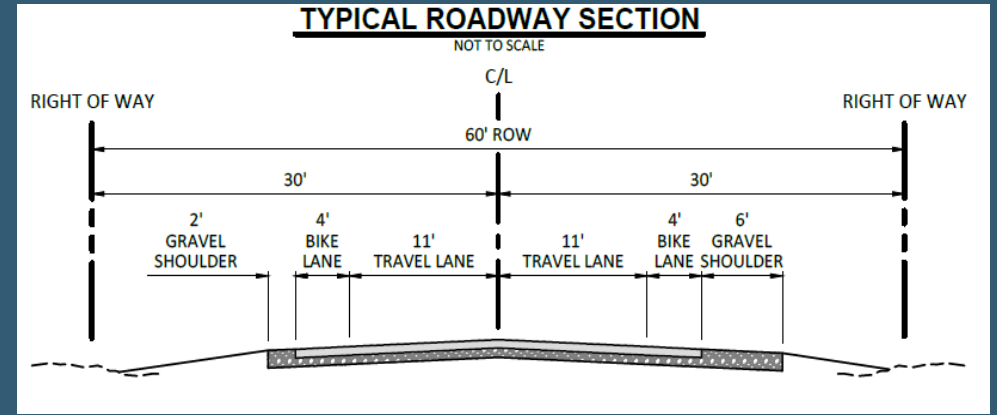 TYPICAL ROADWAY SECTION
NOT TO SCALE
C/L
RIGHT OF WAY
RIGHT OF WAY
60' ROW
30'
30'
2'
GRAVEL
SHOULDER
4'
BIKE
LANE
11'
TRAVEL LANE
11'
TRAVEL LANE
4'
BIKE
LANE
6'
GRAVEL
SHOULDER